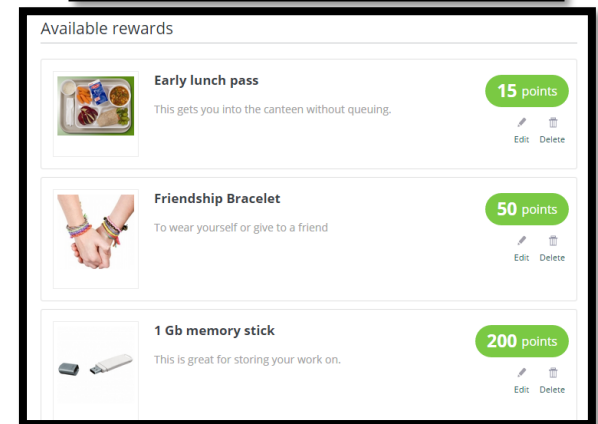 Available rewards
Early lunch pass
This gets you into the canteen without queuing.
15 points
Edit Delete
Friendship Bracelet
To wear yourself or give to a friend
50 points
Edit Delete
1 Gb memory stick
This is great for storing your work on.
200 points
Edit Delete